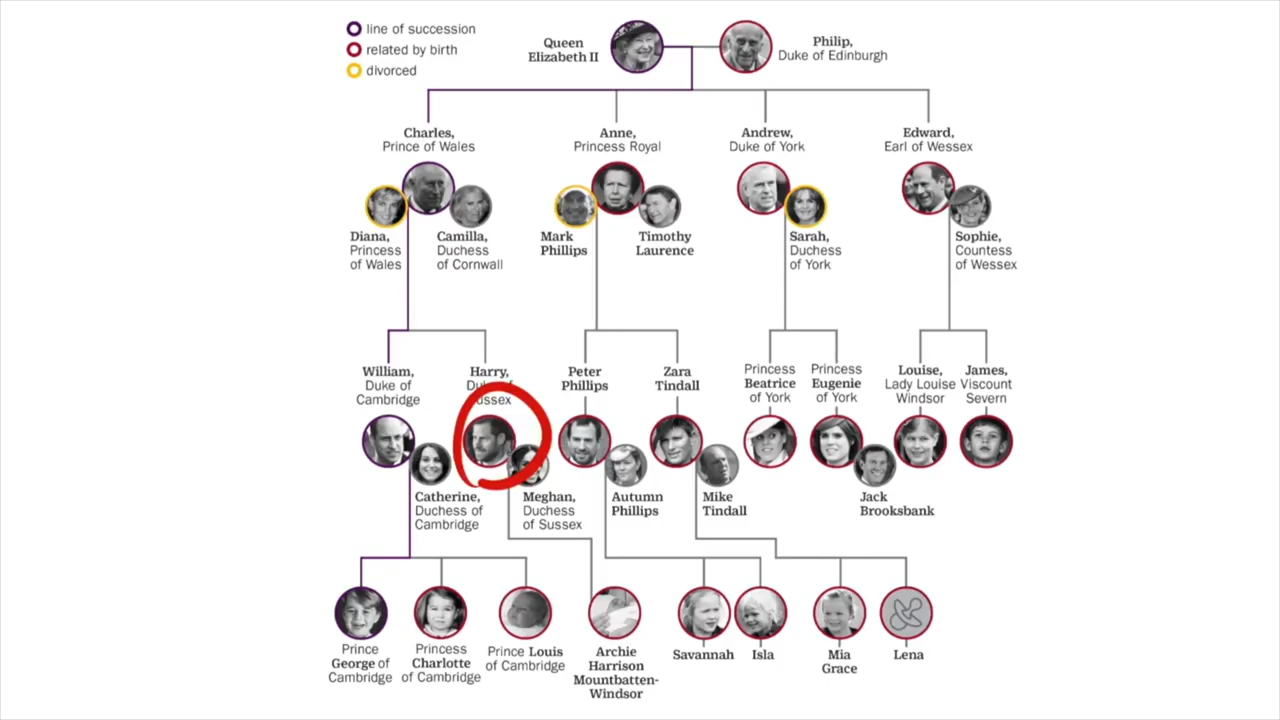 line of succession
related by birth
divorced
Queen
Elizabeth II
Philip,
Duke of Edinburgh
Charles,
Prince of Wales
Anne,
Princess Royal
Andrew,
Duke of York
Edward,
Earl of Wessex
Diana,
Princess
of Wales
Camilla,
Duchess
of Cornwall
Mark
Phillips
Timothy
Laurence
Sarah,
Duchess
of York
Sophie,
Countess
of Wessex
William,
Duke of
Cambridge
Harry,
Duke of
Sussex
Peter
Phillips
Zara
Tindall
Princess
Beatrice
of York
Princess
Eugenie
of York
Louise,
Lady Louise
Windsor
James,
Viscount
Severn
Catherine,
Duchess of
Cambridge
Meghan,
Duchess
of Sussex
Autumn
Phillips
Mike
Tindall
Jack
Brooksbank
Prince
George of
Cambridge
Princess
Charlotte
of Cambridge
Prince Louis
of Cambridge
Archie
Harrison
Mountbatten-
Windsor
Savannah
Isla
Mia
Grace
Lena